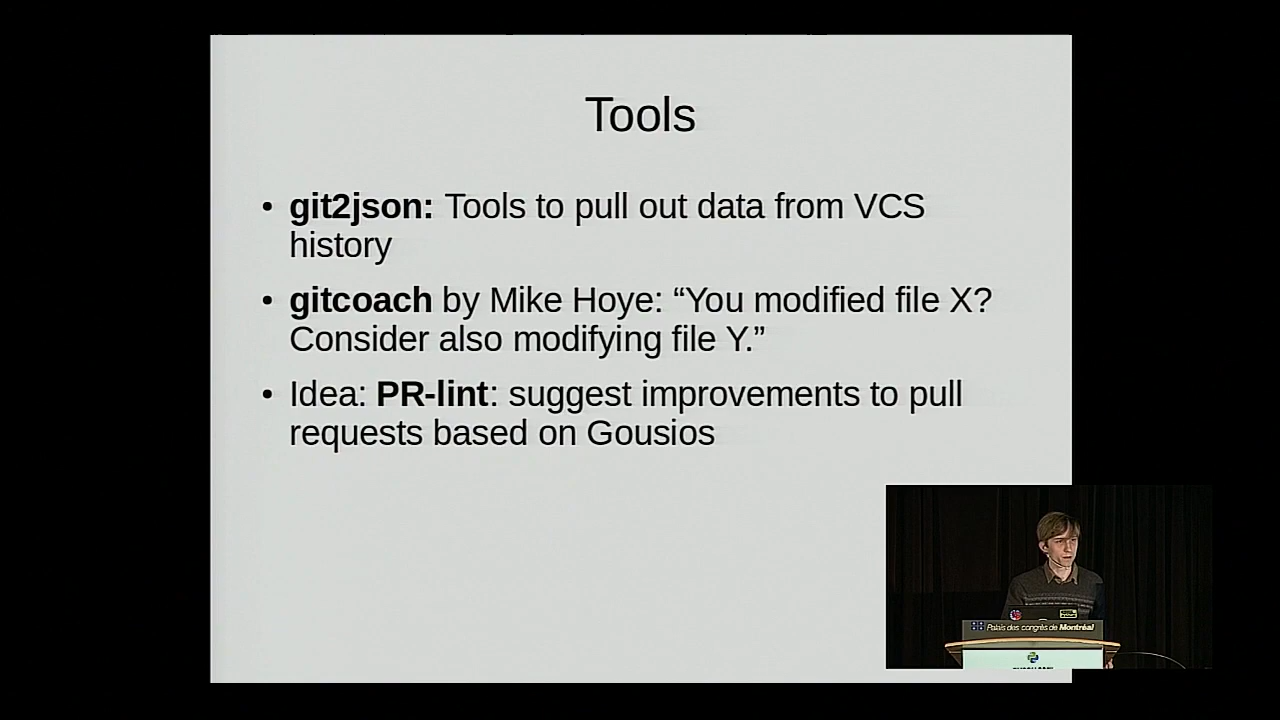 Tools
• git2json: Tools to pull out data from VCS
history
• gitcoach by Mike Hoye: “You modified file X?
Consider also modifying file Y.”
• Idea: PR-lint: suggest improvements to pull
requests based on Gousios
Palais des congrès de Montréal